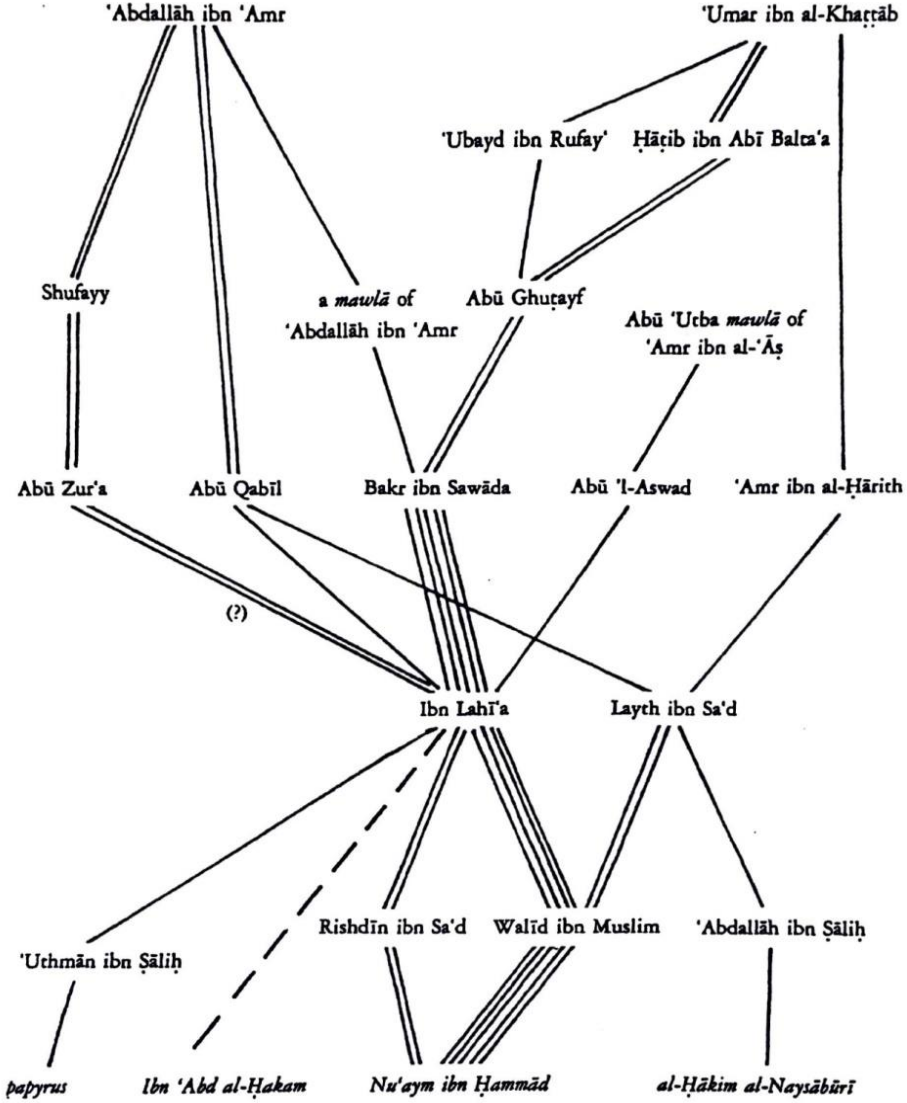 'Abdallāh ibn 'Amr
'Umar ibn al-Khaṭṭāb
'Ubayd ibn Rufay'
Ḥāṭib ibn Abī Balta'a
Shufayy
a mawlā of
'Abdallāh ibn 'Amr
Abū Ghuṭayf
Abū 'Utba mawlā of
'Amr ibn al-'Āṣ
Abū Zur'a
Abū Qabīl
Bakr ibn Sawāda
Abū 'l-Aswad
'Amr ibn al-Ḥārith
(?)
Ibn Lahī'a
Layth ibn Sa'd
Rishdīn ibn Sa'd
Walīd ibn Muslim
'Abdallāh ibn Ṣāliḥ
'Uthmān ibn Ṣāliḥ
papyrus
Ibn 'Abd al-Ḥakam
Nu'aym ibn Ḥammād
al-Ḥākim al-Naysābūrī